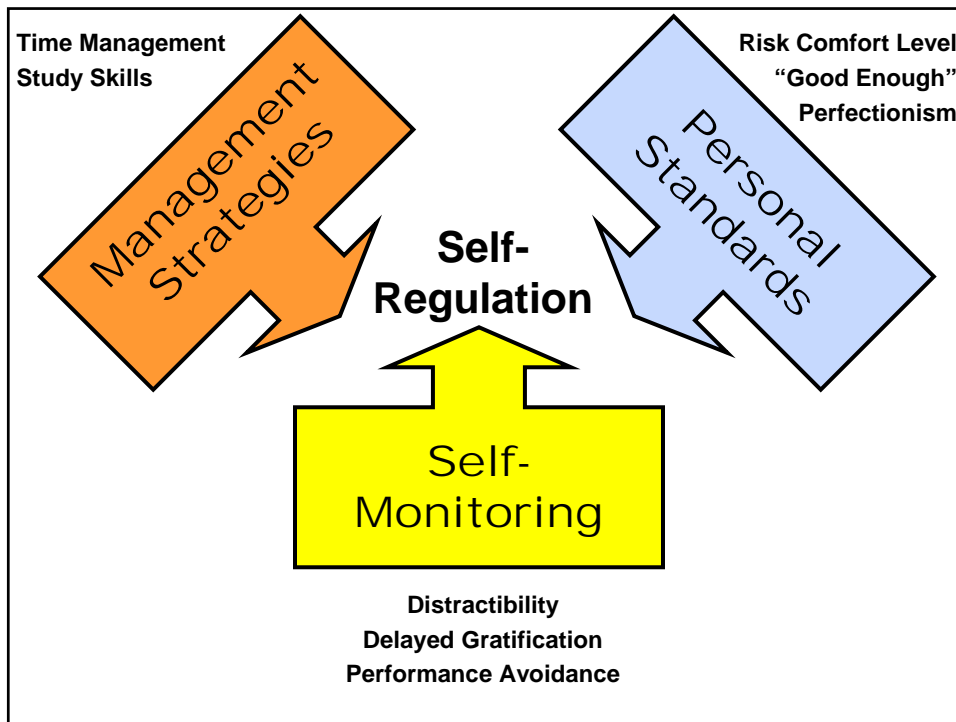 Time Management
Study Skills
Management
Strategies
Risk Comfort Level
“Good Enough”
Perfectionism
Personal
Standards
Self-
Regulation
Self-
Monitoring
Distractibility
Delayed Gratification
Performance Avoidance